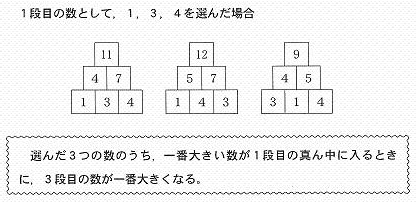 1段目の数として，1，3，4を選んだ場合
11 12 9
4 7 5 7 4 5
1 3 4 1 4 3 3 1 4
選んだ3つの数のうち，一番大きい数が1段目の真ん中に入るとき
に，3段目の数が一番大きくなる。